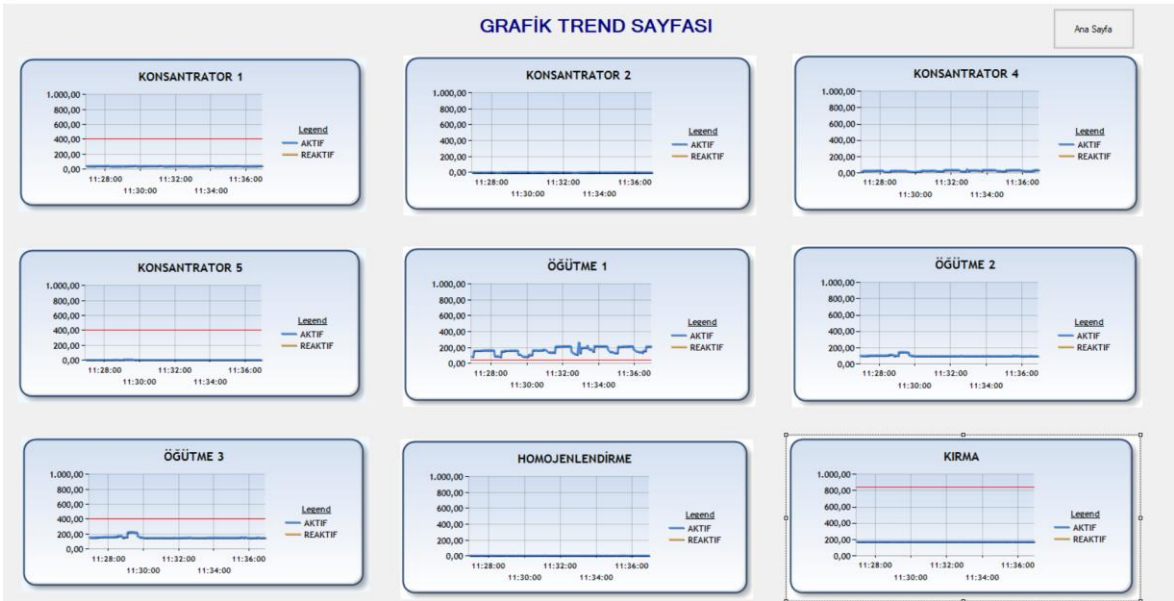 GRAFİK TREND SAYFASI
Ana Sayfa
KONSANTRATOR 1
1.000,00
800,00
600,00
400,00
200,00
0,00
11:28:00 11:32:00 11:36:00
11:30:00 11:34:00
Legend
AKTIF
REAKTIF
KONSANTRATOR 2
1.000,00
800,00
600,00
400,00
200,00
0,00
11:28:00 11:32:00 11:36:00
11:30:00 11:34:00
Legend
AKTIF
REAKTIF
KONSANTRATOR 4
1.000,00
800,00
600,00
400,00
200,00
0,00
11:28:00 11:32:00 11:36:00
11:30:00 11:34:00
Legend
AKTIF
REAKTIF
KONSANTRATOR 5
1.000,00
800,00
600,00
400,00
200,00
0,00
11:28:00 11:32:00 11:36:00
11:30:00 11:34:00
Legend
AKTIF
REAKTIF
ÖĞÜTME 1
1.000,00
800,00
600,00
400,00
200,00
0,00
11:28:00 11:32:00 11:36:00
11:30:00 11:34:00
Legend
AKTIF
REAKTIF
ÖĞÜTME 2
1.000,00
800,00
600,00
400,00
200,00
0,00
11:28:00 11:32:00 11:36:00
11:30:00 11:34:00
Legend
AKTIF
REAKTIF
ÖĞÜTME 3
1.000,00
800,00
600,00
400,00
200,00
0,00
11:28:00 11:32:00 11:36:00
11:30:00 11:34:00
Legend
AKTIF
REAKTIF
HOMOJENLENDİRME
1.000,00
800,00
600,00
400,00
200,00
0,00
11:28:00 11:32:00 11:36:00
11:30:00 11:34:00
Legend
AKTIF
REAKTIF
KIRMA
1.000,00
800,00
600,00
400,00
200,00
0,00
11:28:00 11:32:00 11:36:00
11:30:00 11:34:00
Legend
AKTIF
REAKTIF